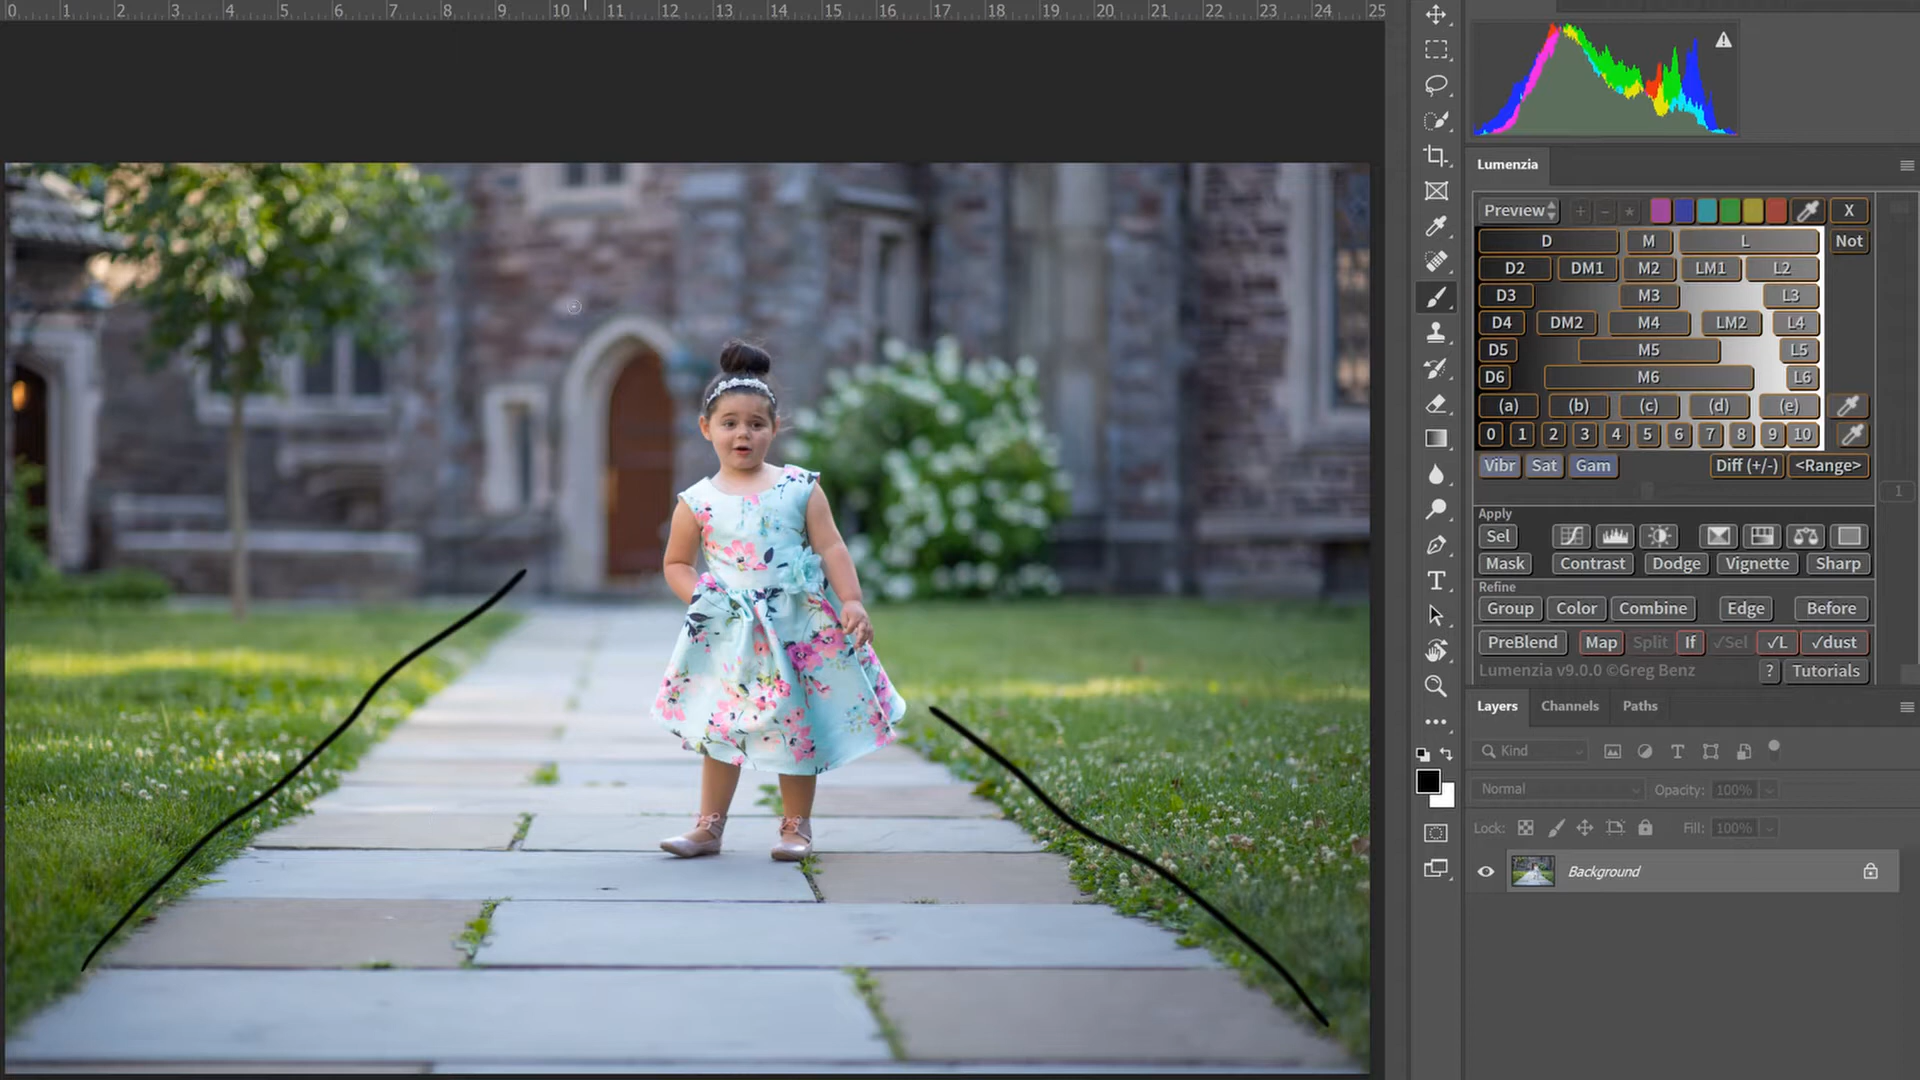 0 1 2 3 4 5 6 7 8 9 10 11 12 13 14 15 16 17 18 19 20 21 22 23 24 25
Lumenzia
Preview + - ★ X
D M L Not
D2 DM1 M2 LM1 L2
D3 M3 L3
D4 DM2 M4 LM2 L4
D5 M5 L5
D6 M6 L6
(a) (b) (c) (d) (e)
0 1 2 3 4 5 6 7 8 9 10
Vibr Sat Gam Diff (+/-) <Range>
1
Apply
Sel
Mask Contrast Dodge Vignette Sharp
Refine
Group Color Combine Edge Before
PreBlend Map Split If ✓Sel ✓L ✓dust
Lumenzia v9.0.0 ©Greg Benz ? Tutorials
Layers Channels Paths
Kind
Normal Opacity: 100%
Lock: Fill: 100%
Background